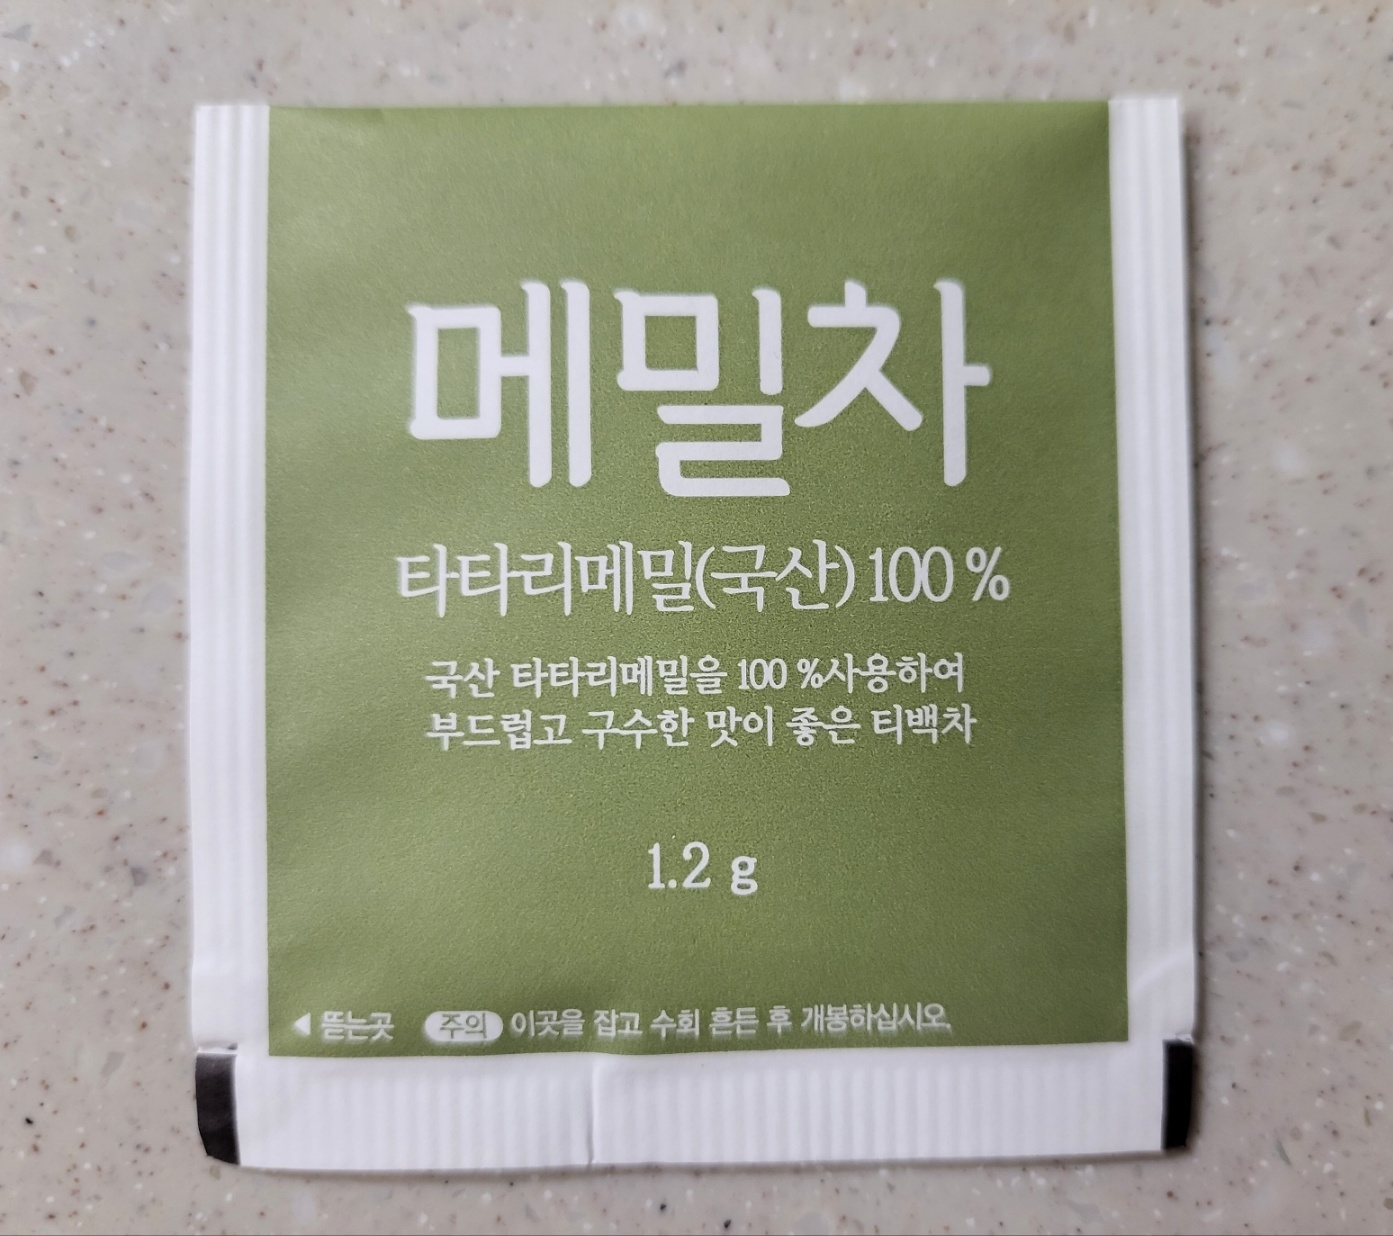 메밀차
타타리메밀(국산) 100 %
국산 타타리메밀을 100 %사용하여
부드럽고 구수한 맛이 좋은 티백차
1.2 g
◀ 뜯는곳 주의 이곳을 잡고 수회 흔든 후 개봉하십시오.